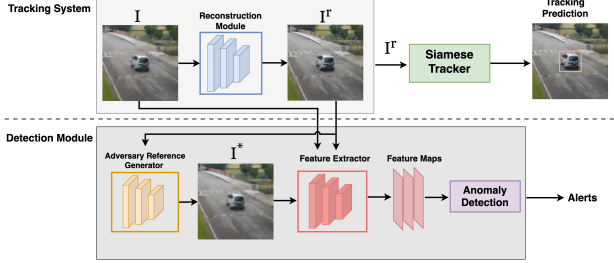 Tracking System
I
Reconstruction
Module
I^r
I^r
Siamese
Tracker
Tracking
Prediction
Detection Module
Adversary Reference
Generator
I^*
Feature Extractor
Feature Maps
Anomaly
Detection
Alerts